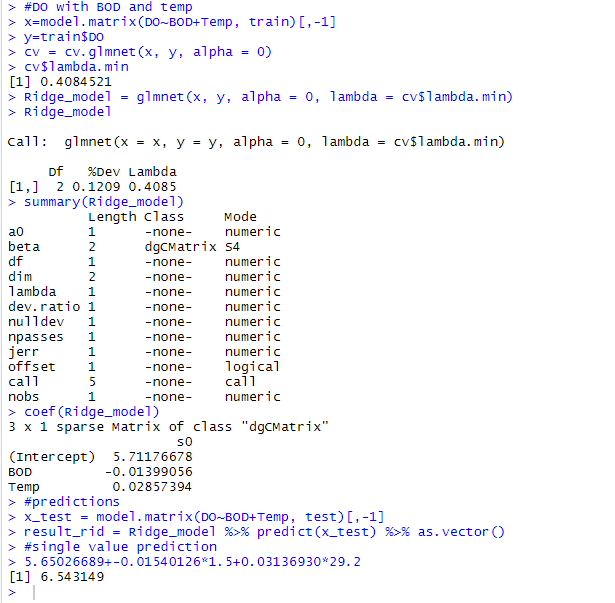 > #DO with BOD and temp
> x=model.matrix(DO~BOD+Temp, train)[,-1]
> y=train$DO
> cv = cv.glmnet(x, y, alpha = 0)
> cv$lambda.min
[1] 0.4084521
> Ridge_model = glmnet(x, y, alpha = 0, lambda = cv$lambda.min)
> Ridge_model
Call:  glmnet(x = x, y = y, alpha = 0, lambda = cv$lambda.min)
     Df   %Dev Lambda
[1,]  2 0.1209 0.4085
> summary(Ridge_model)
          Length Class     Mode
a0        1      -none-    numeric
beta      2      dgCMatrix S4
df        1      -none-    numeric
dim       2      -none-    numeric
lambda    1      -none-    numeric
dev.ratio 1      -none-    numeric
nulldev   1      -none-    numeric
npasses   1      -none-    numeric
jerr      1      -none-    numeric
offset    1      -none-    logical
call      5      -none-    call
nobs      1      -none-    numeric
> coef(Ridge_model)
3 x 1 sparse Matrix of class "dgCMatrix"
                     s0
(Intercept)  5.71176678
BOD         -0.01399056
Temp         0.02857394
> #predictions
> x_test = model.matrix(DO~BOD+Temp, test)[,-1]
> result_rid = Ridge_model %>% predict(x_test) %>% as.vector()
> #single value prediction
> 5.65026689+-0.01540126*1.5+0.03136930*29.2
[1] 6.543149
>